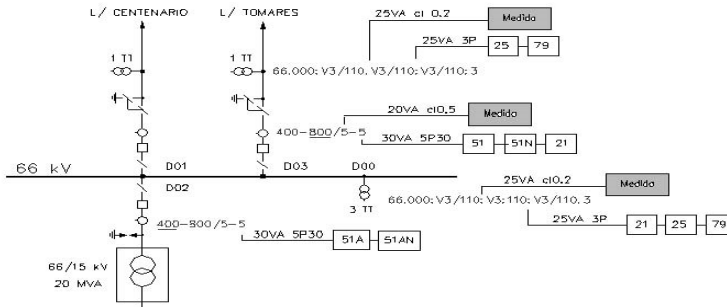 L/ CENTENARIO
L/ TOMARES
25VA cl 0.2
Medida
25VA 3P
25
79
1 TT
1 TT
66.000: V3/110, V3/110: V3/110: 3
20VA cl0.5
Medida
400-800/5-5
30VA 5P30
51
51N
21
66 kV
D01
D03
D00
D02
25VA cl0.2
Medida
3 TT
66.000: V3/110, V3: 110: V3/110, 3
25VA 3P
21
25
79
400-800/5-5
30VA 5P30
51A
51AN
66/15 kV
20 MVA